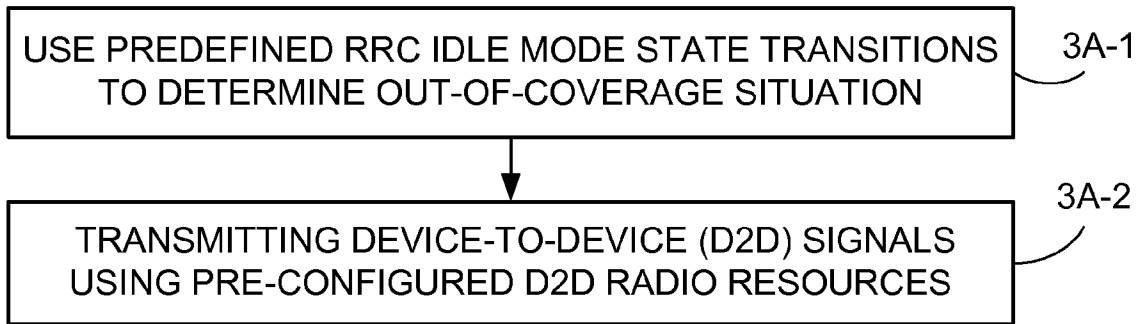 USE PREDEFINED RRC IDLE MODE STATE TRANSITIONS
TO DETERMINE OUT-OF-COVERAGE SITUATION
3A-1
TRANSMITTING DEVICE-TO-DEVICE (D2D) SIGNALS
USING PRE-CONFIGURED D2D RADIO RESOURCES
3A-2